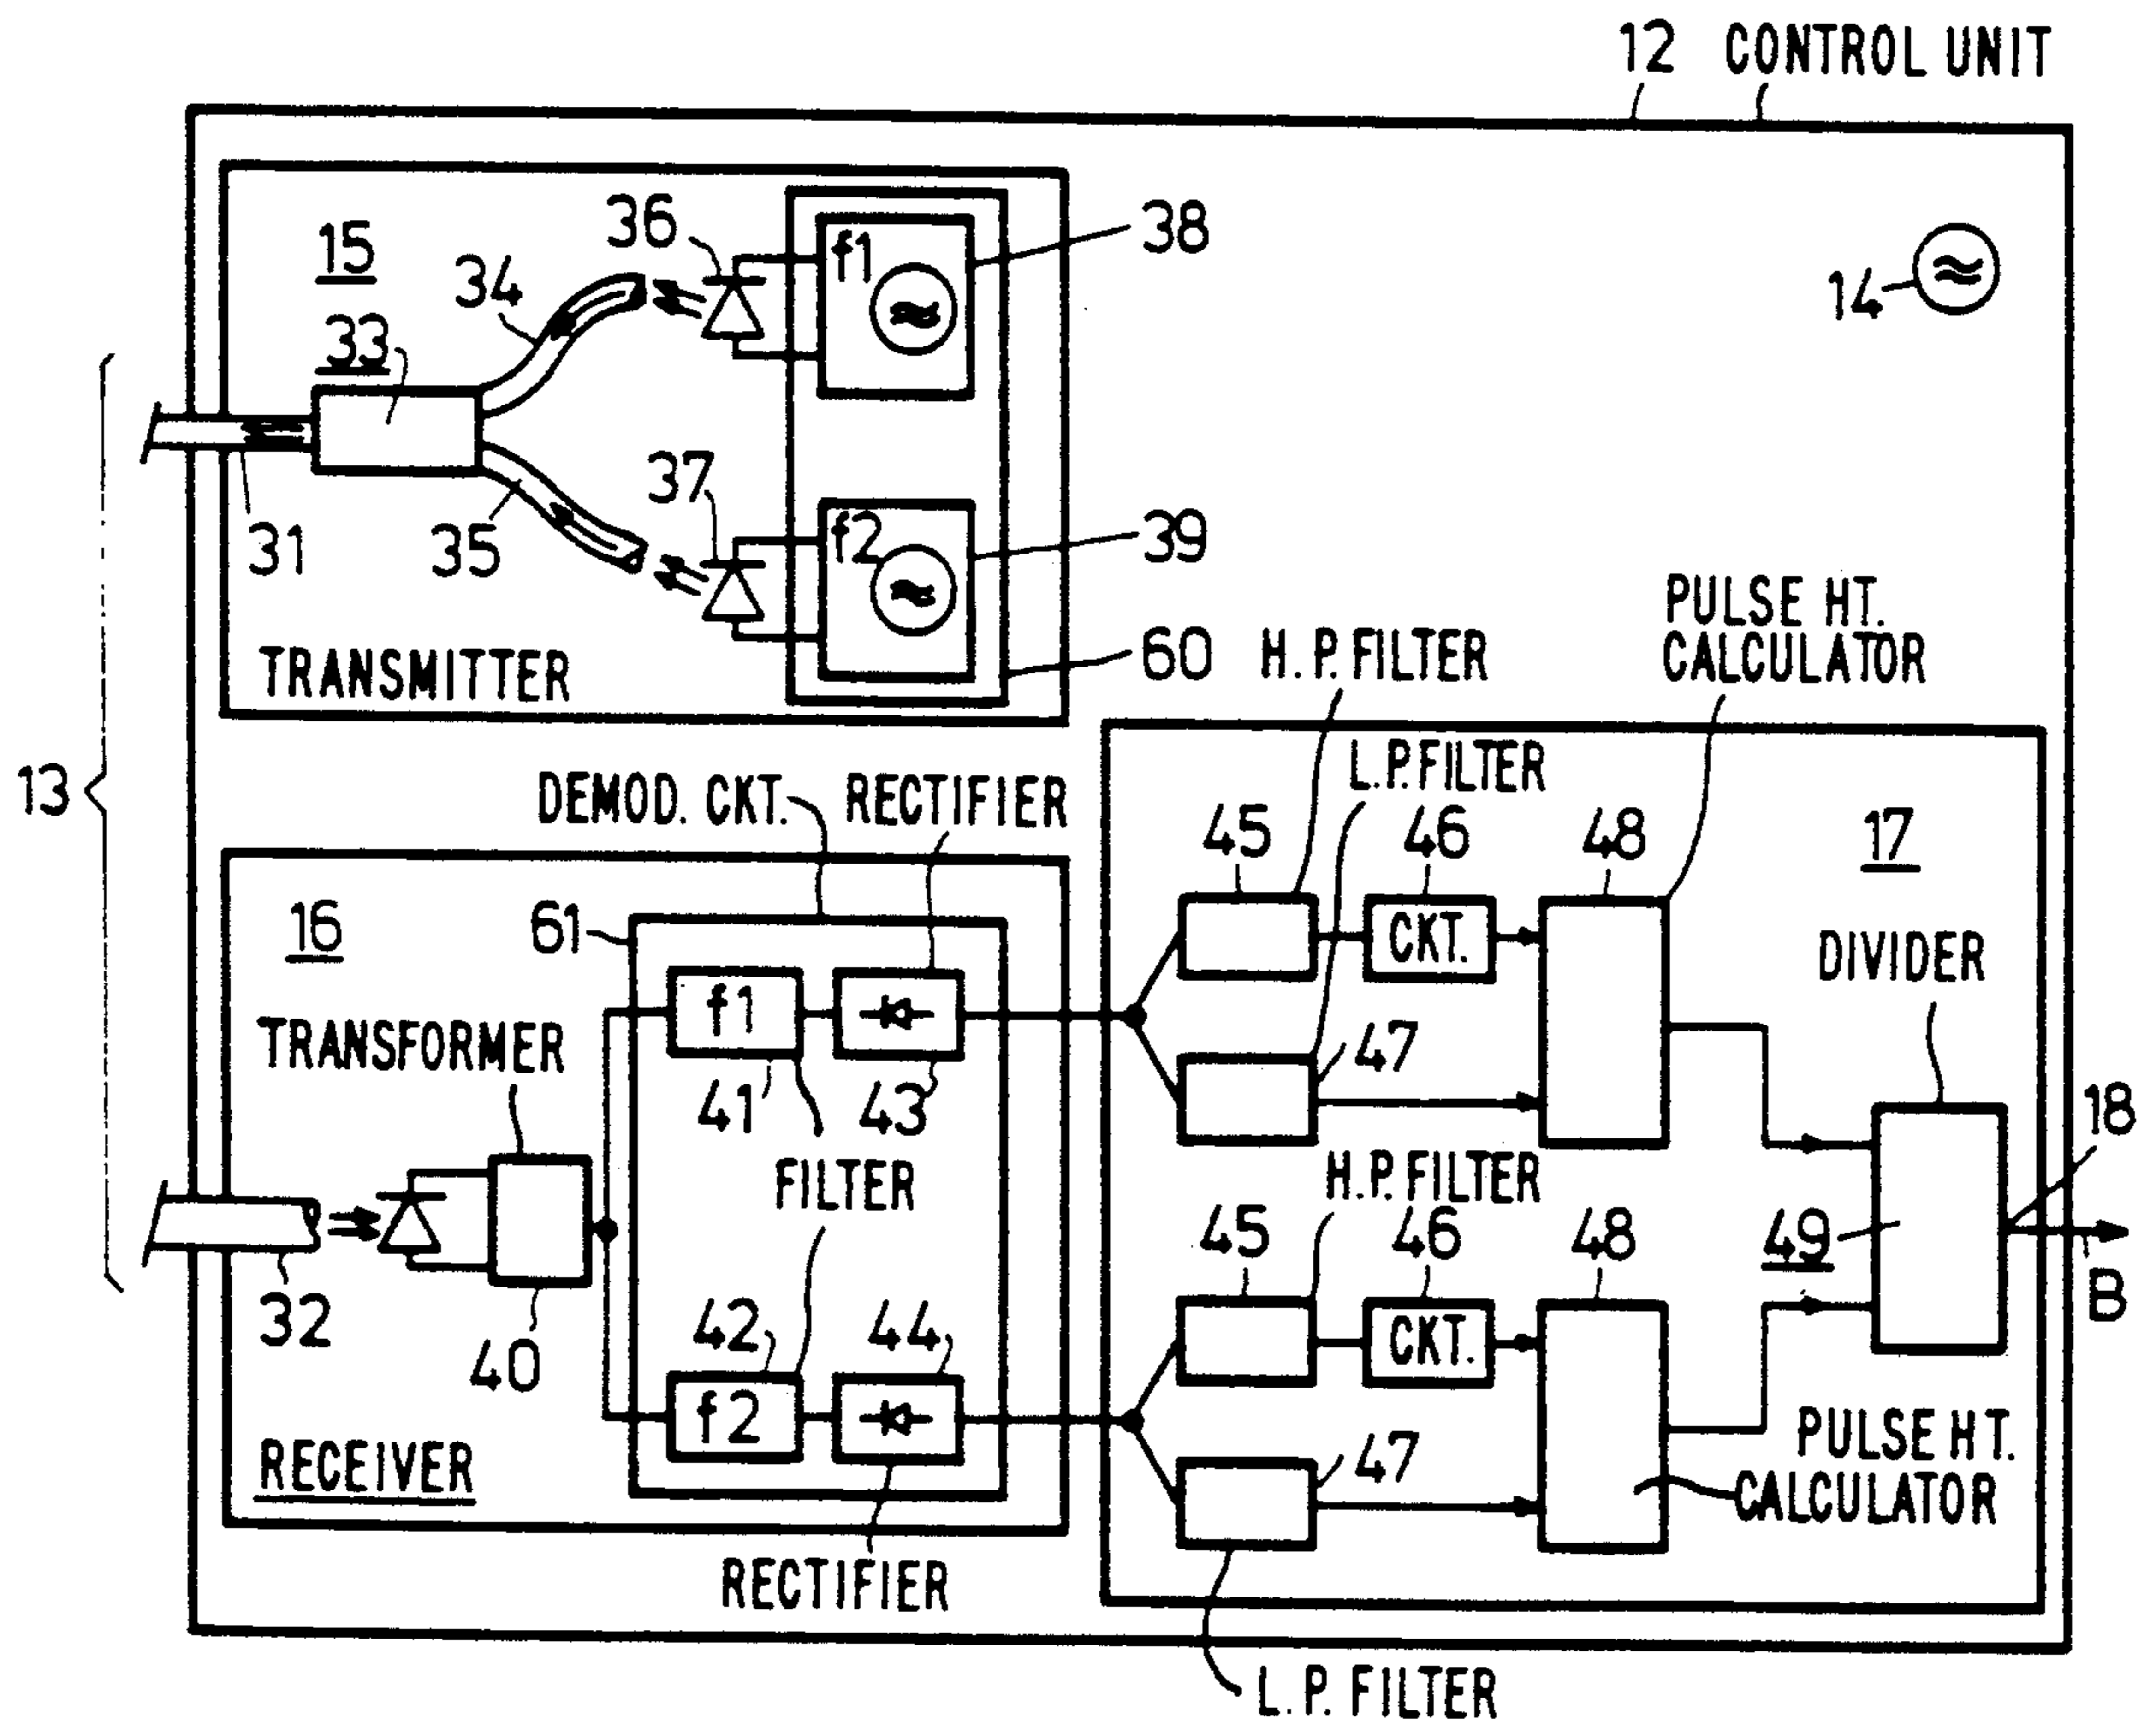 12 CONTROL UNIT
15
36
f1
38
14
34
33
31
35
37
f2
39
60
TRANSMITTER
H.P. FILTER
PULSE HT.
CALCULATOR
13
DEMOD. CKT.
RECTIFIER
L.P. FILTER
45
46
48
17
16
61
CKT.
DIVIDER
TRANSFORMER
f1
41
43
47
18
FILTER
H.P. FILTER
45
46
48
49
B
32
40
42
44
f2
CKT.
47
PULSE HT.
CALCULATOR
RECEIVER
RECTIFIER
L.P. FILTER